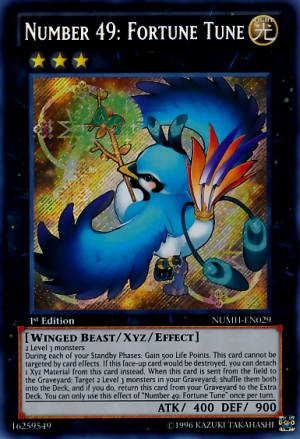 NUMBER 49: FORTUNE TUNE
LIGHT
光
1st Edition
NUMH-EN029
[WINGED BEAST/XYZ/EFFECT]
2 Level 3 monsters
During each of your Standby Phases: Gain 500 Life Points. This card cannot be
targeted by card effects. If this face-up card would be destroyed, you can detach
1 Xyz Material from this card instead. When this card is sent from the field to
the Graveyard: Target 2 Level 3 monsters in your Graveyard; shuffle them both
into the Deck, and if you do, return this card from your Graveyard to the Extra
Deck. You can only use this effect of "Number 49: Fortune Tune" once per turn.
ATK/ 400 DEF/ 900
16259549
©1996 KAZUKI TAKAHASHI